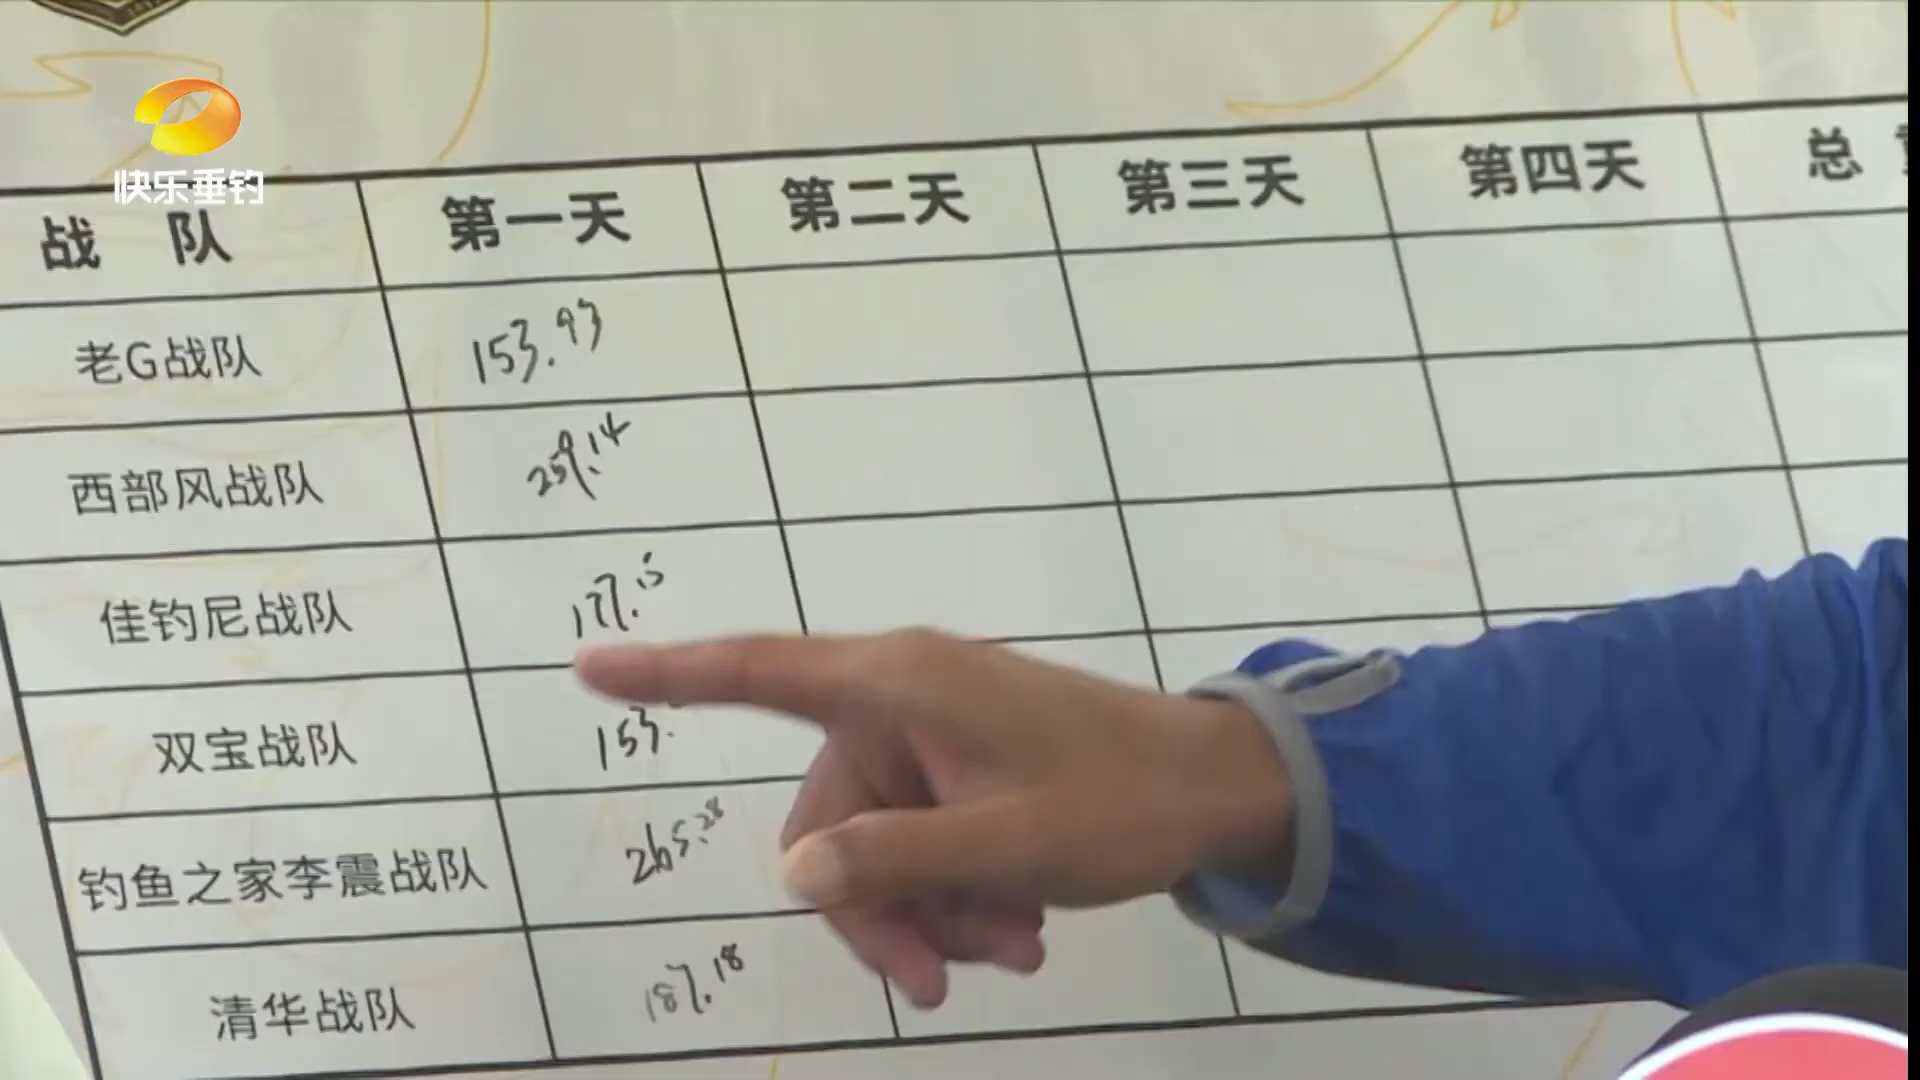 快乐垂钓
战 队 第一天 第二天 第三天 第四天 总
老G战队 153.93
西部风战队 259.14
佳钓尼战队 177.15
双宝战队 153.
钓鱼之家李震战队 265.28
清华战队 187.18